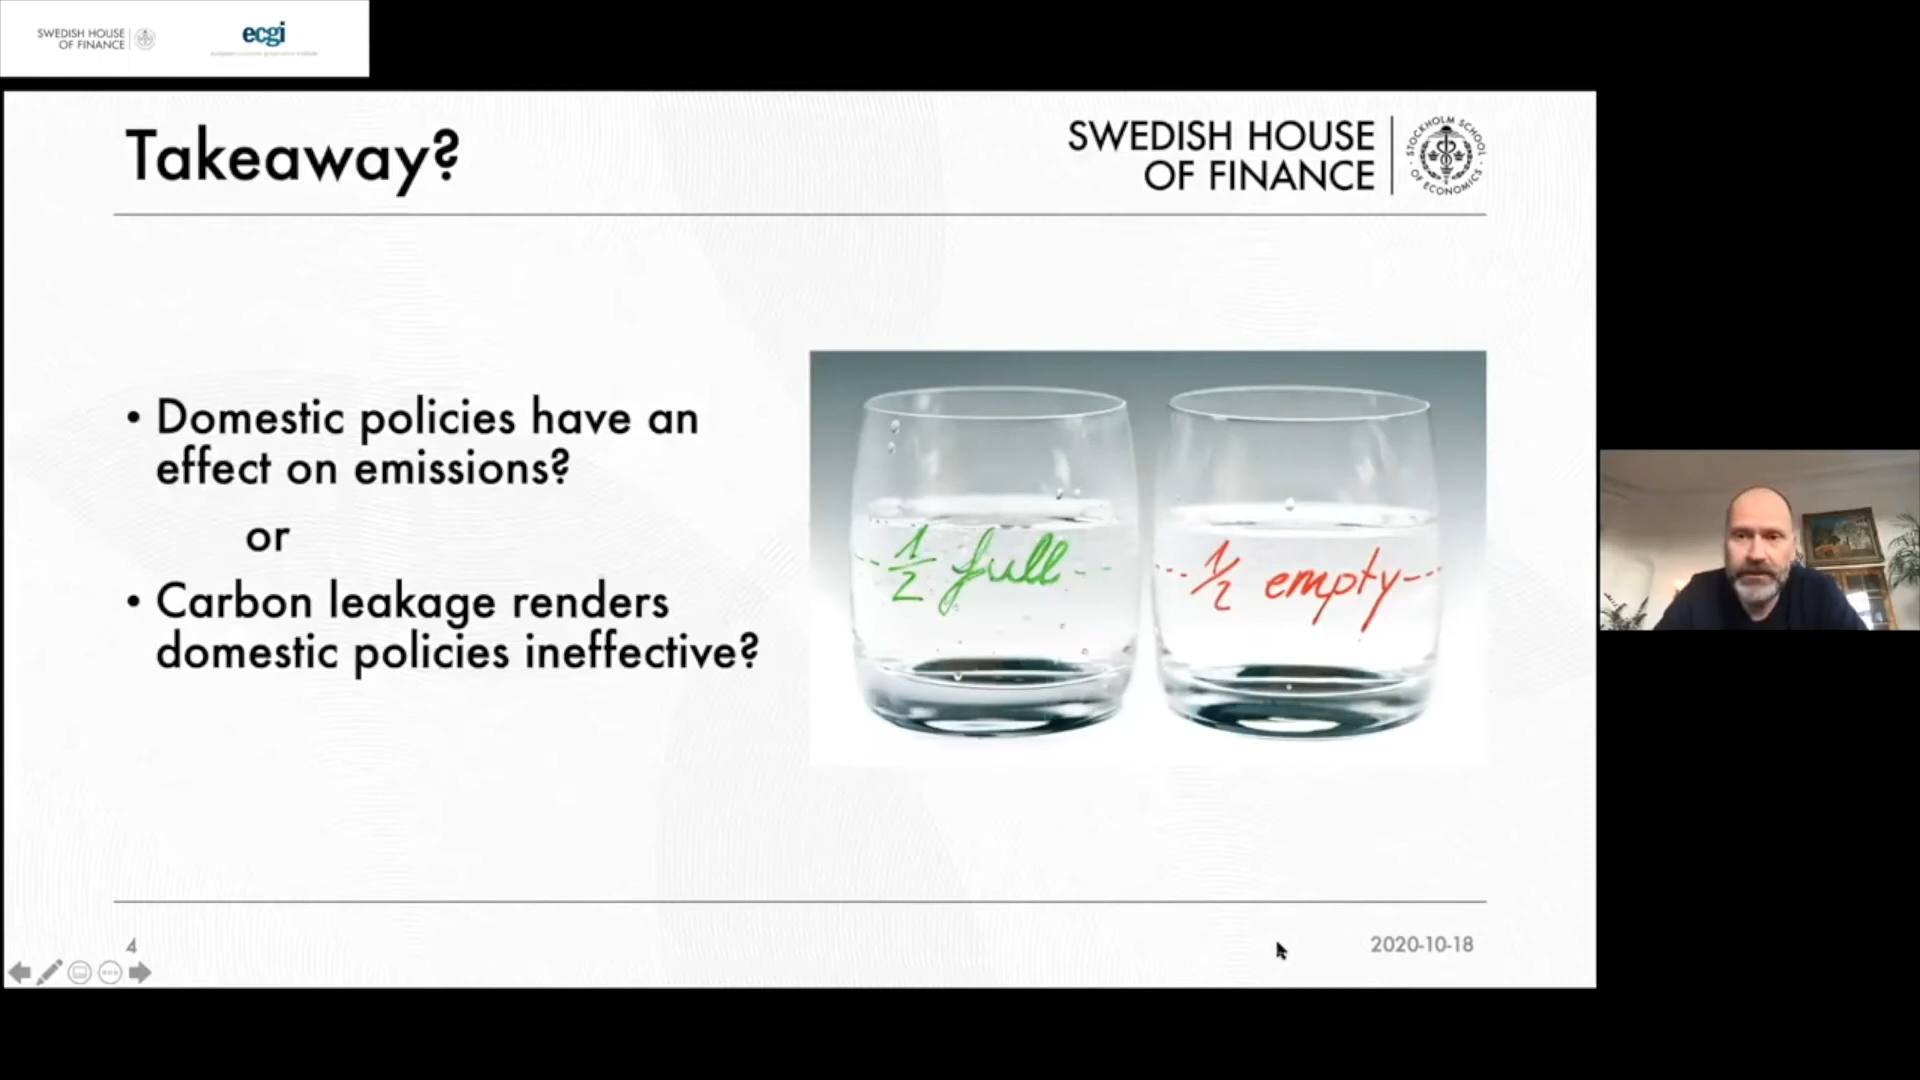 SWEDISH HOUSE
OF FINANCE
ecgi
Takeaway?
SWEDISH HOUSE
OF FINANCE
STOCKHOLM SCHOOL
OF ECONOMICS
• Domestic policies have an
effect on emissions?
or
• Carbon leakage renders
domestic policies ineffective?
1/2 full
1/2 empty
4
2020-10-18